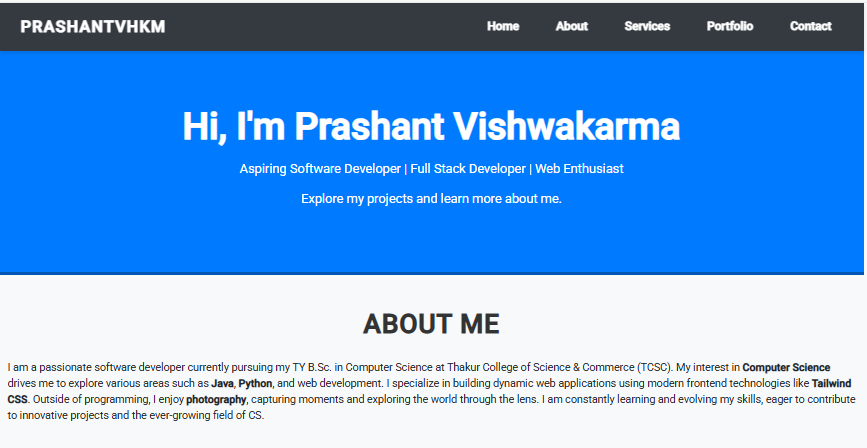 PRASHANTVHKM
Home About Services Portfolio Contact
Hi, I'm Prashant Vishwakarma
Aspiring Software Developer | Full Stack Developer | Web Enthusiast
Explore my projects and learn more about me.
ABOUT ME
I am a passionate software developer currently pursuing my TY B.Sc. in Computer Science at Thakur College of Science & Commerce (TCSC). My interest in Computer Science
drives me to explore various areas such as Java, Python, and web development. I specialize in building dynamic web applications using modern frontend technologies like Tailwind
CSS. Outside of programming, I enjoy photography, capturing moments and exploring the world through the lens. I am constantly learning and evolving my skills, eager to contribute
to innovative projects and the ever-growing field of CS.